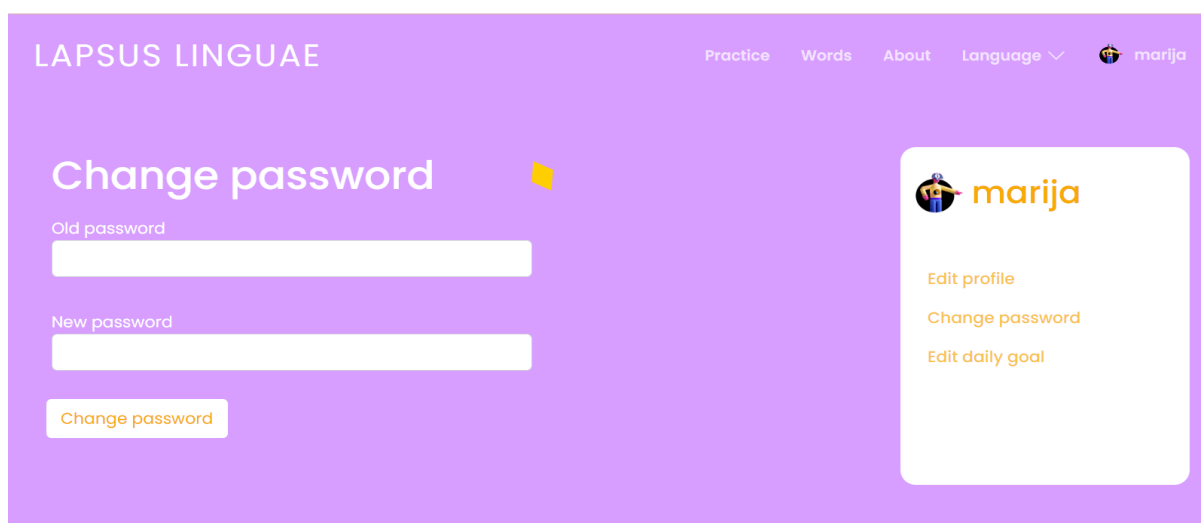 LAPSUS LINGUAE
Practice Words About Language marija
Change password
Old password
New password
Change password
marija
Edit profile
Change password
Edit daily goal